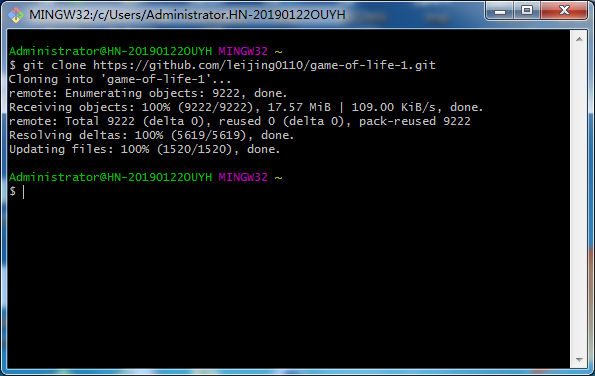 MINGW32:/c/Users/Administrator.HN-20190122OUYH
Administrator@HN-20190122OUYH MINGW32 ~
$ git clone https://github.com/leijing0110/game-of-life-1.git
Cloning into 'game-of-life-1'...
remote: Enumerating objects: 9222, done.
Receiving objects: 100% (9222/9222), 17.57 MiB | 109.00 KiB/s, done.
remote: Total 9222 (delta 0), reused 0 (delta 0), pack-reused 9222
Resolving deltas: 100% (5619/5619), done.
Updating files: 100% (1520/1520), done.
Administrator@HN-20190122OUYH MINGW32 ~
$